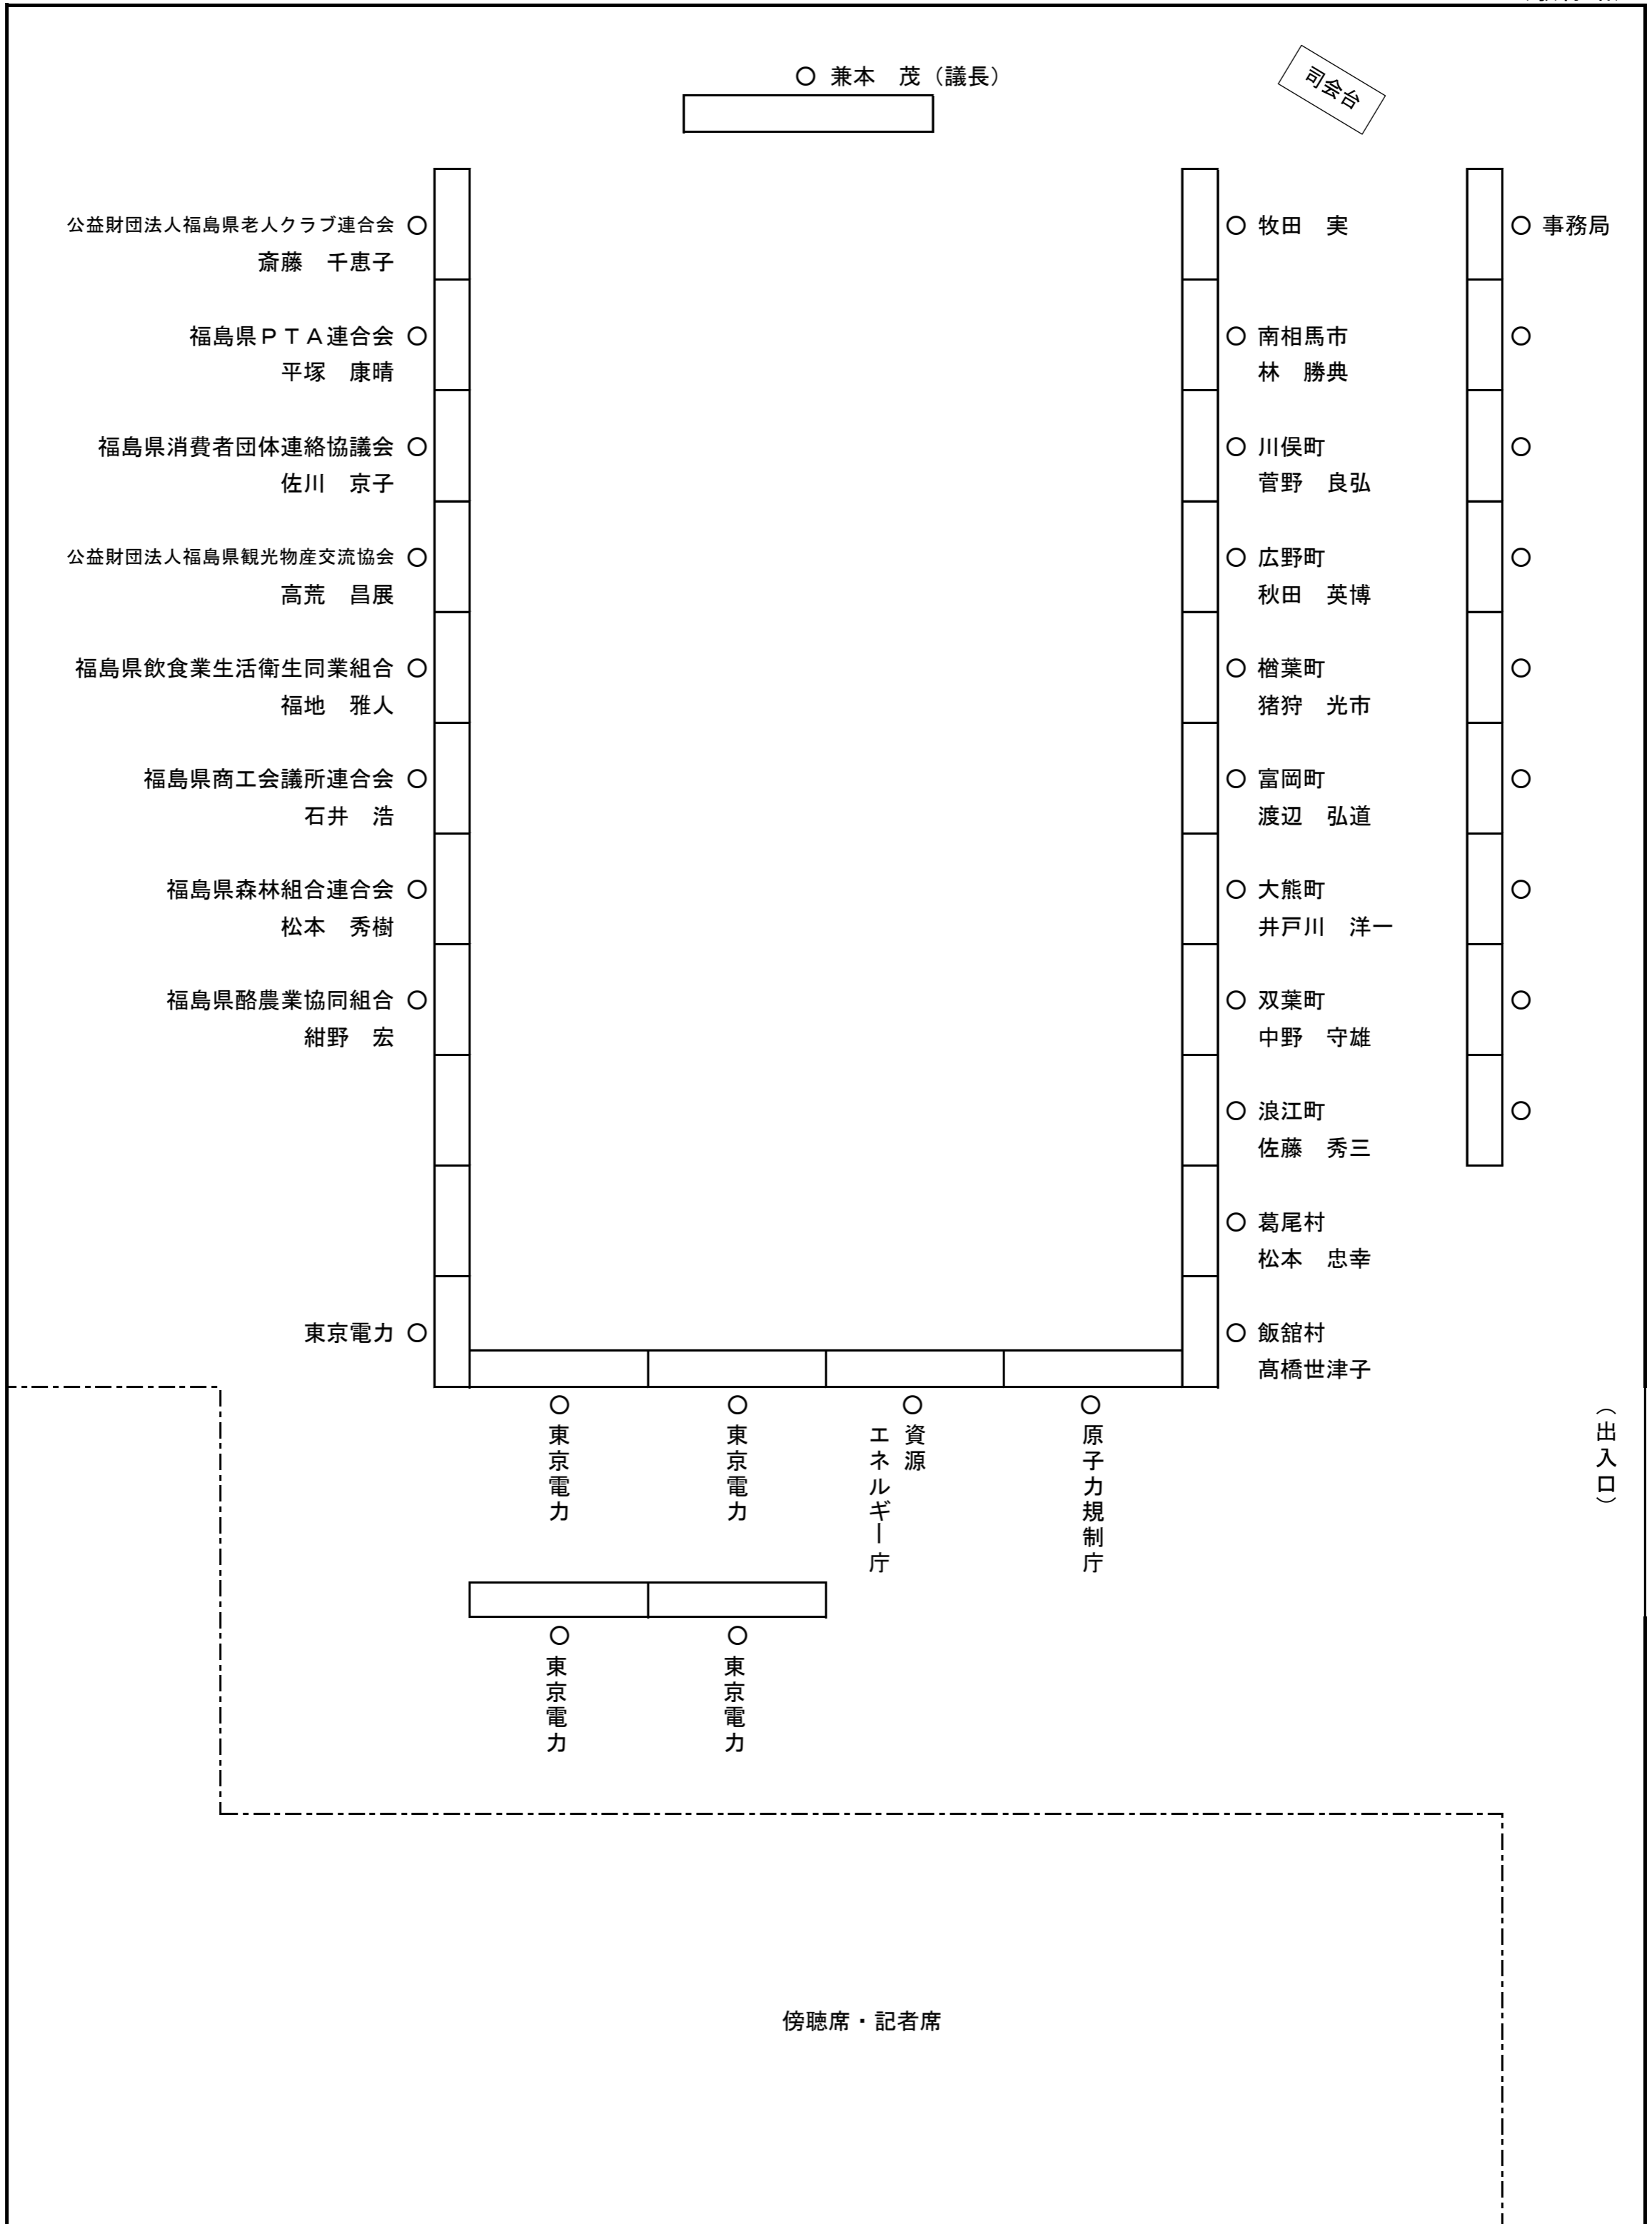 兼本　茂（議長）
司会台
公益財団法人福島県老人クラブ連合会
斎藤　千恵子
福島県ＰＴＡ連合会
平塚　康晴
福島県消費者団体連絡協議会
佐川　京子
公益財団法人福島県観光物産交流協会
高荒　昌展
福島県飲食業生活衛生同業組合
福地　雅人
福島県商工会議所連合会
石井　浩
福島県森林組合連合会
松本　秀樹
福島県酪農業協同組合
紺野　宏
東京電力
牧田　実
南相馬市
林　勝典
川俣町
菅野　良弘
広野町
秋田　英博
楢葉町
猪狩　光市
富岡町
渡辺　弘道
大熊町
井戸川　洋一
双葉町
中野　守雄
浪江町
佐藤　秀三
葛尾村
松本　忠幸
飯舘村
髙橋世津子
事務局
東京電力
東京電力
資源
エネルギー庁
原子力規制庁
（出入口）
東京電力
東京電力
傍聴席・記者席